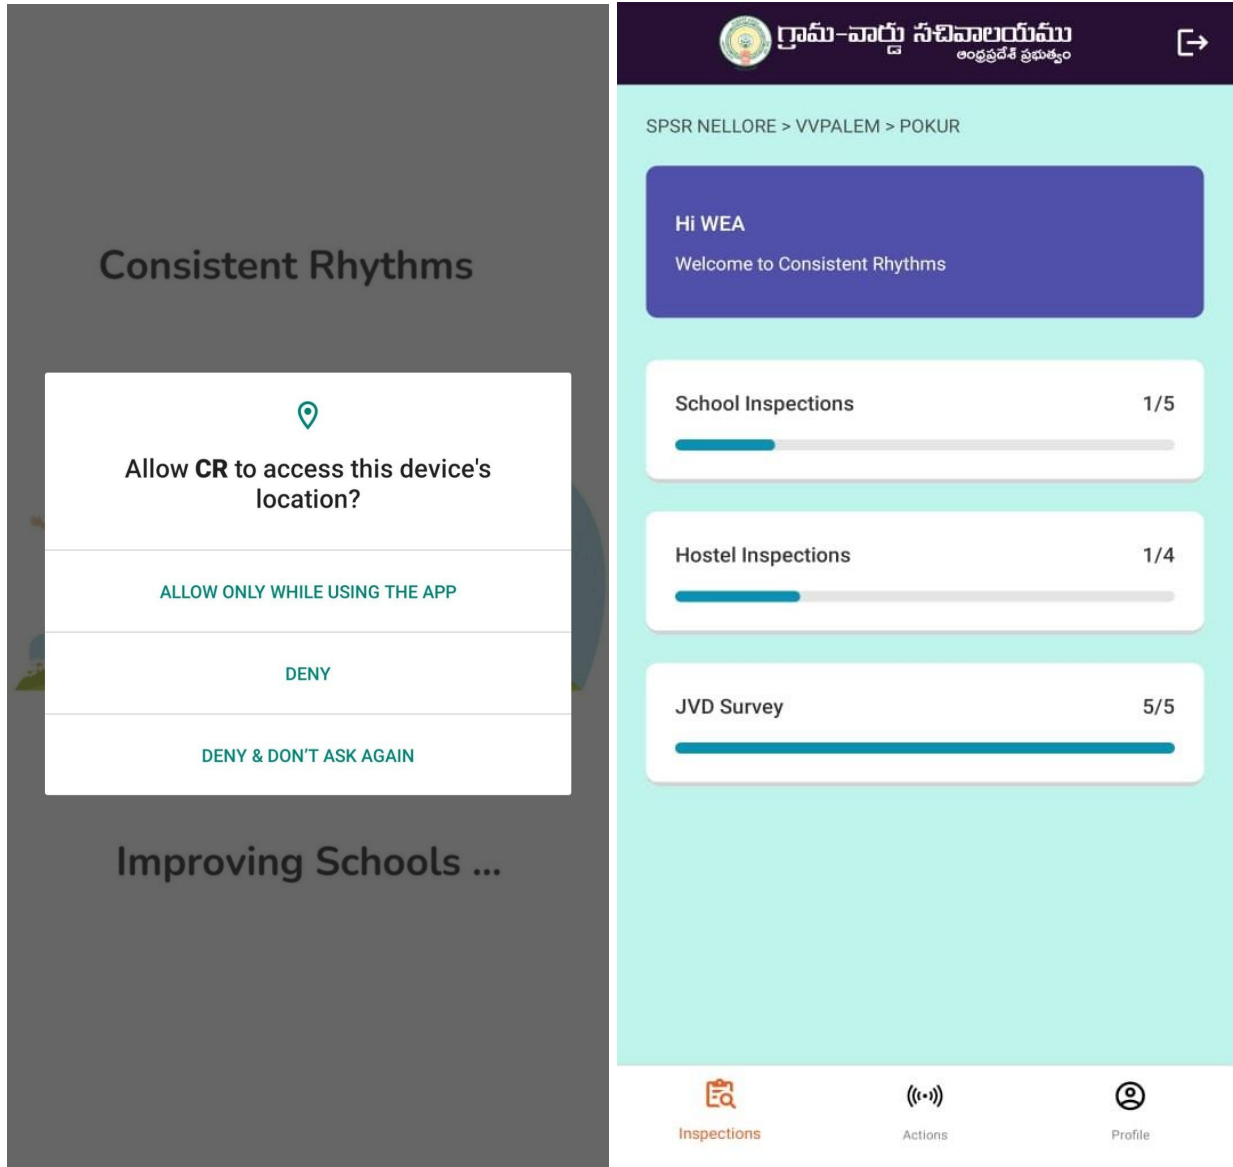 Consistent Rhythms
Allow CR to access this device's
location?
ALLOW ONLY WHILE USING THE APP
DENY
DENY & DON'T ASK AGAIN
Improving Schools ...
గ్రామ-వార్డు సచివాలయము
ఆంధ్రప్రదేశ్ ప్రభుత్వం
SPSR NELLORE > VVPALEM > POKUR
Hi WEA
Welcome to Consistent Rhythms
School Inspections 1/5
Hostel Inspections 1/4
JVD Survey 5/5
Inspections Actions Profile